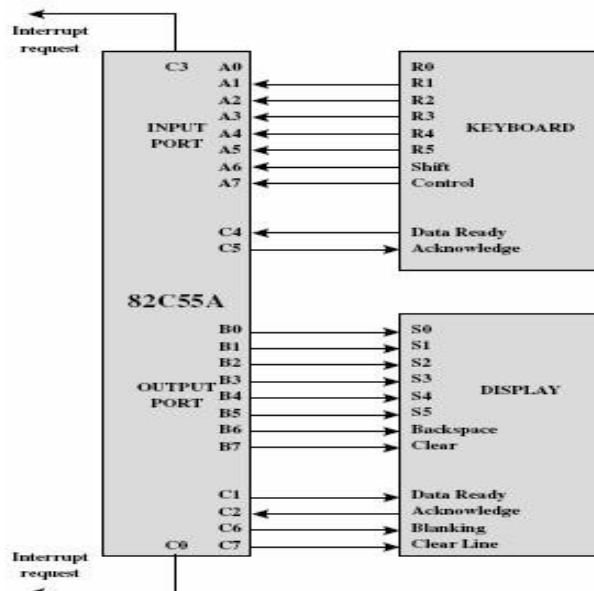 Interrupt
request
C3
A0
A1
A2
A3
A4
A5
A6
A7
INPUT
PORT
C4
C5
82C55A
B0
B1
B2
B3
B4
B5
B6
B7
OUTPUT
PORT
C1
C2
C6
C7
C0
Interrupt
request
R0
R1
R2
R3
R4
R5
Shift
Control
KEYBOARD
Data Ready
Acknowledge
S0
S1
S2
S3
S4
S5
Backspace
Clear
DISPLAY
Data Ready
Acknowledge
Blanking
Clear Line